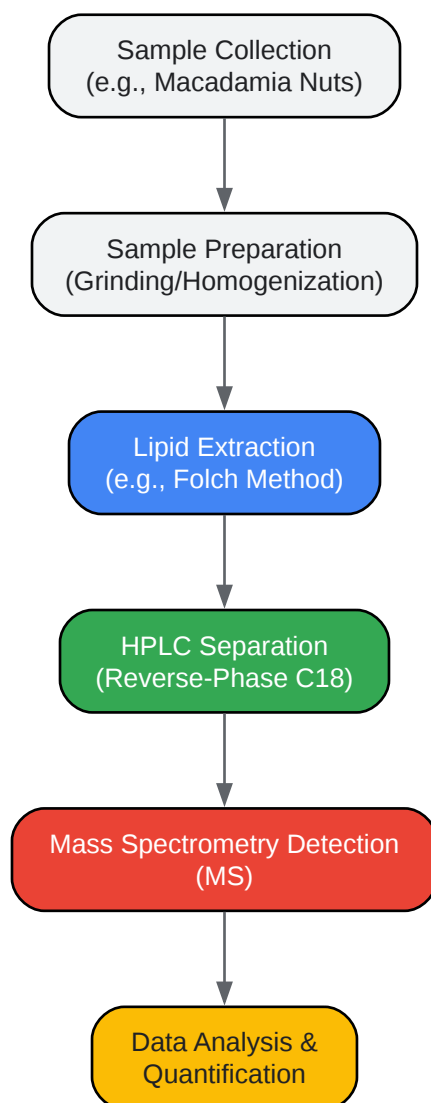 Sample Collection
(e.g., Macadamia Nuts)
Sample Preparation
(Grinding/Homogenization)
Lipid Extraction
(e.g., Folch Method)
HPLC Separation
(Reverse-Phase C18)
Mass Spectrometry Detection
(MS)
Data Analysis &
Quantification